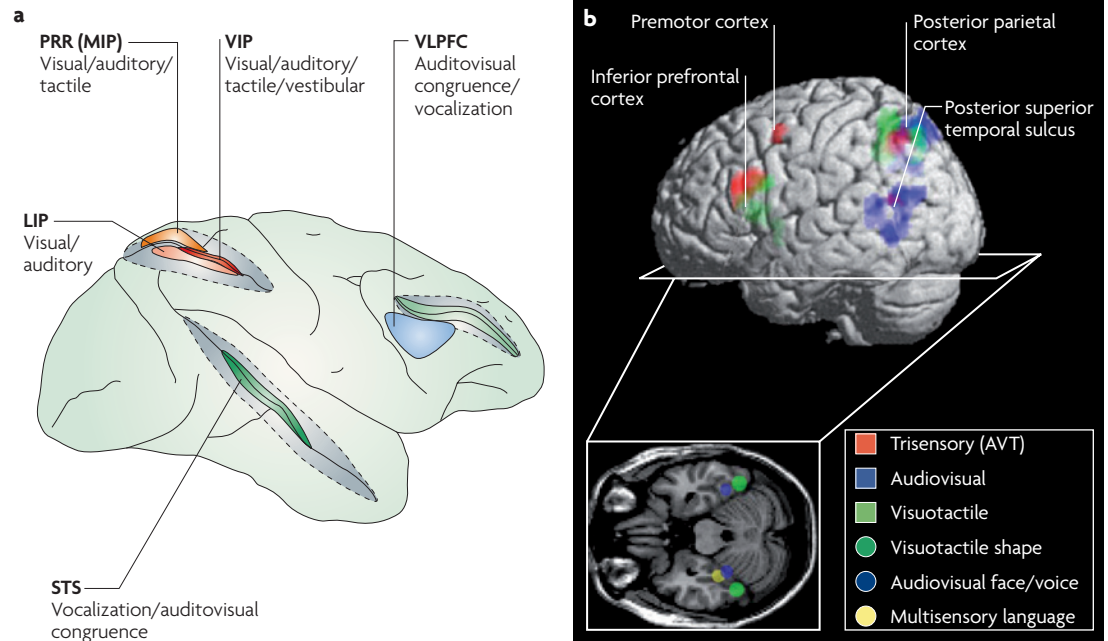 a
PRR (MIP)
Visual/auditory/
tactile
VIP
Visual/auditory/
tactile/vestibular
VLPFC
Auditovisual
congruence/
vocalization
LIP
Visual/
auditory
STS
Vocalization/auditovisual
congruence
b
Premotor cortex
Posterior parietal
cortex
Inferior prefrontal
cortex
Posterior superior
temporal sulcus
Trisensory (AVT)
Audiovisual
Visuotactile
Visuotactile shape
Audiovisual face/voice
Multisensory language